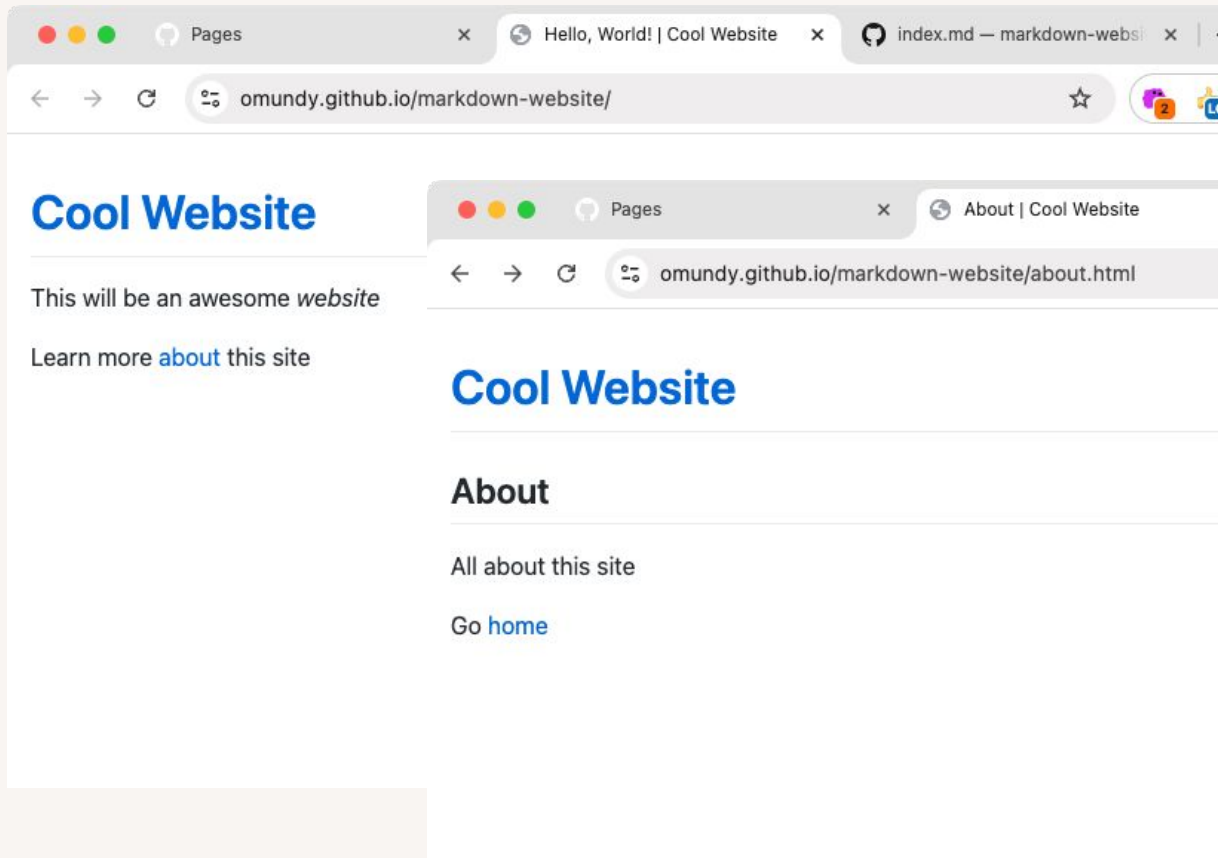 Pages
Hello, World! | Cool Website
index.md — markdown-websi
omundy.github.io/markdown-website/
2
Cool Website
This will be an awesome website
Learn more about this site
Pages
About | Cool Website
omundy.github.io/markdown-website/about.html
Cool Website
About
All about this site
Go home